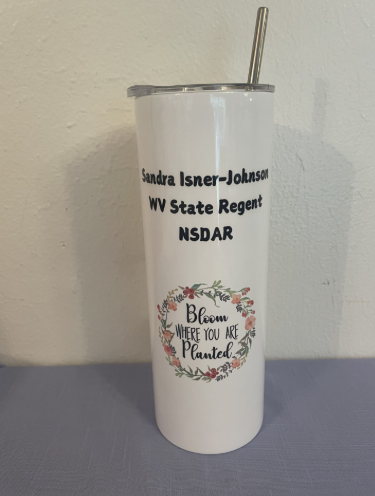 Sandra Isner-Johnson
WV State Regent
NSDAR
Bloom
WHERE YOU ARE
Planted